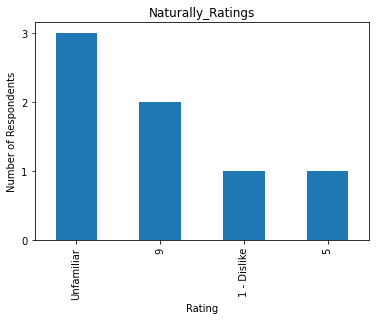 Naturally_Ratings
Number of Respondents
3
2
1
0
Unfamiliar
9
1 - Dislike
5
Rating